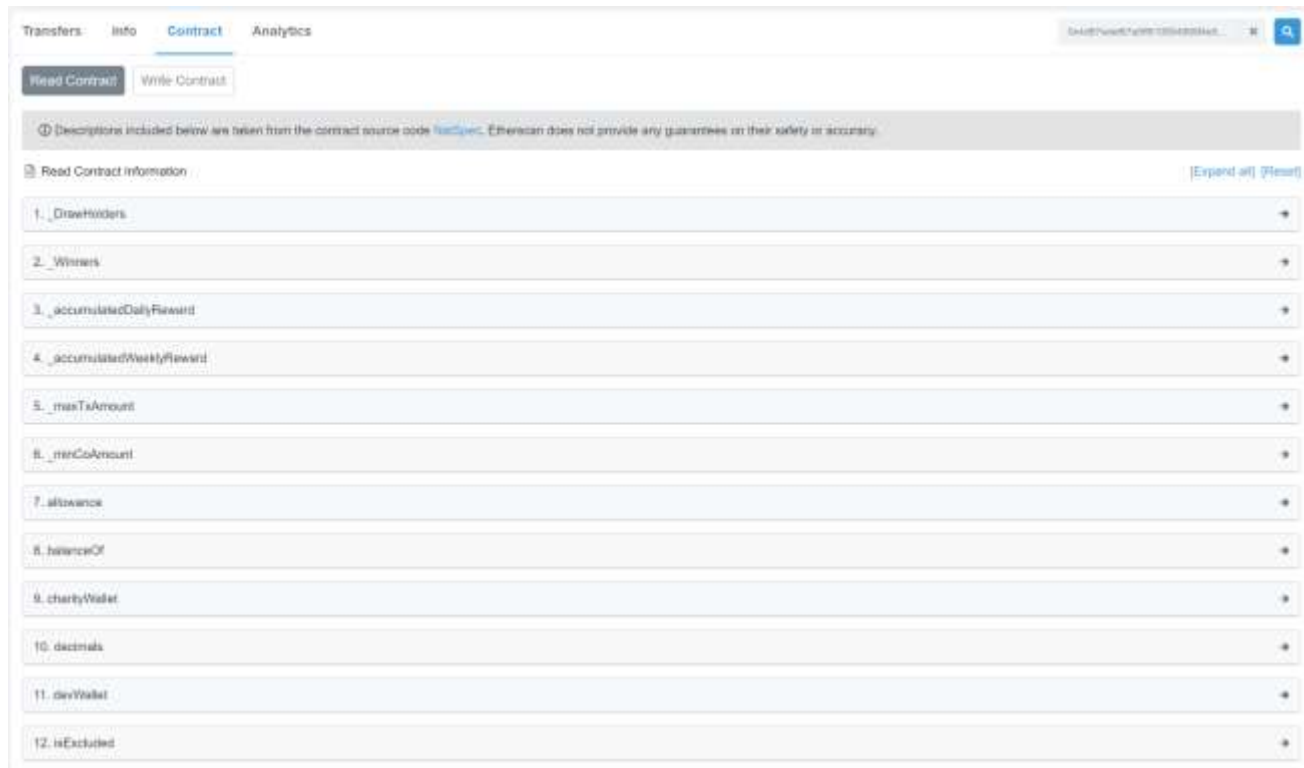 Transfers Info Contract Analytics
Read Contract Write Contract
Descriptions included below are taken from the contract source code NatSpec. Etherscan does not provide any guarantees on their safety or accuracy.
Read Contract Information [Expand all] [Reset]
1. _DrawHolders
2. _Winners
3. _accumulatedDailyReward
4. _accumulatedWeeklyReward
5. _maxTxAmount
6. _minCoAmount
7. allowance
8. balanceOf
9. charityWallet
10. decimals
11. devWallet
12. isExcluded